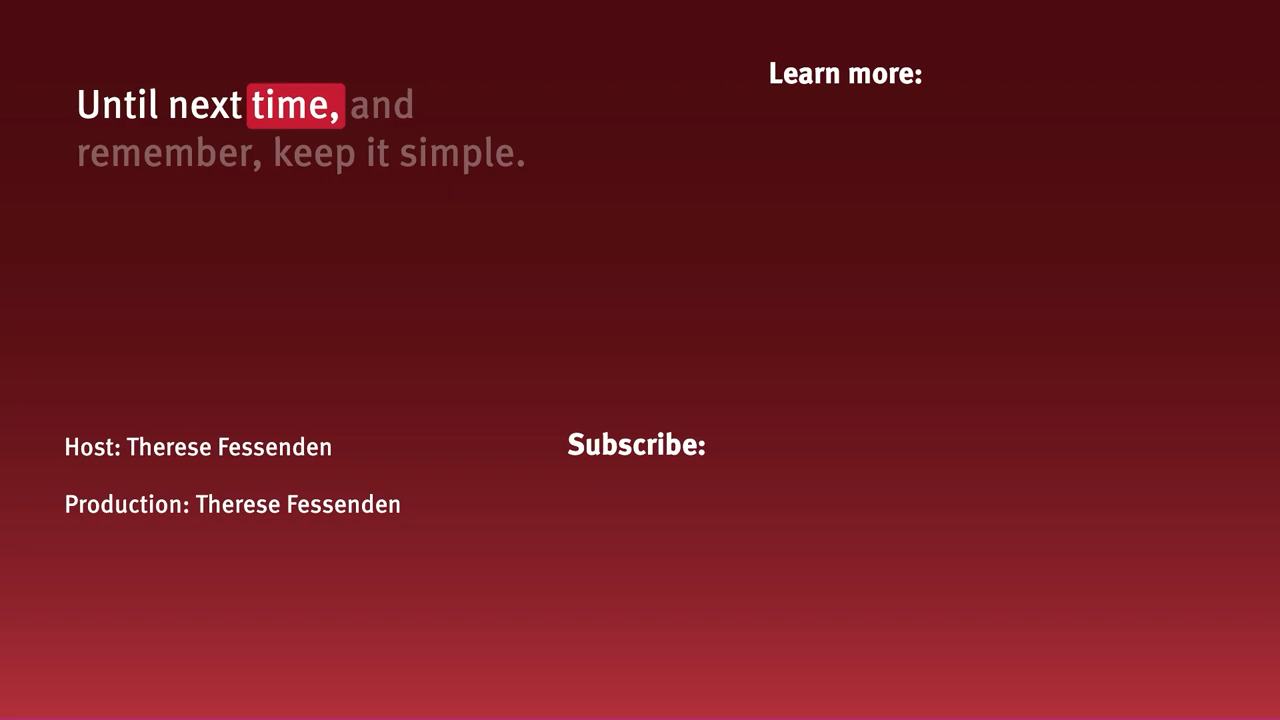 Until next time, and
remember, keep it simple.
Learn more:
Host: Therese Fessenden
Production: Therese Fessenden
Subscribe: